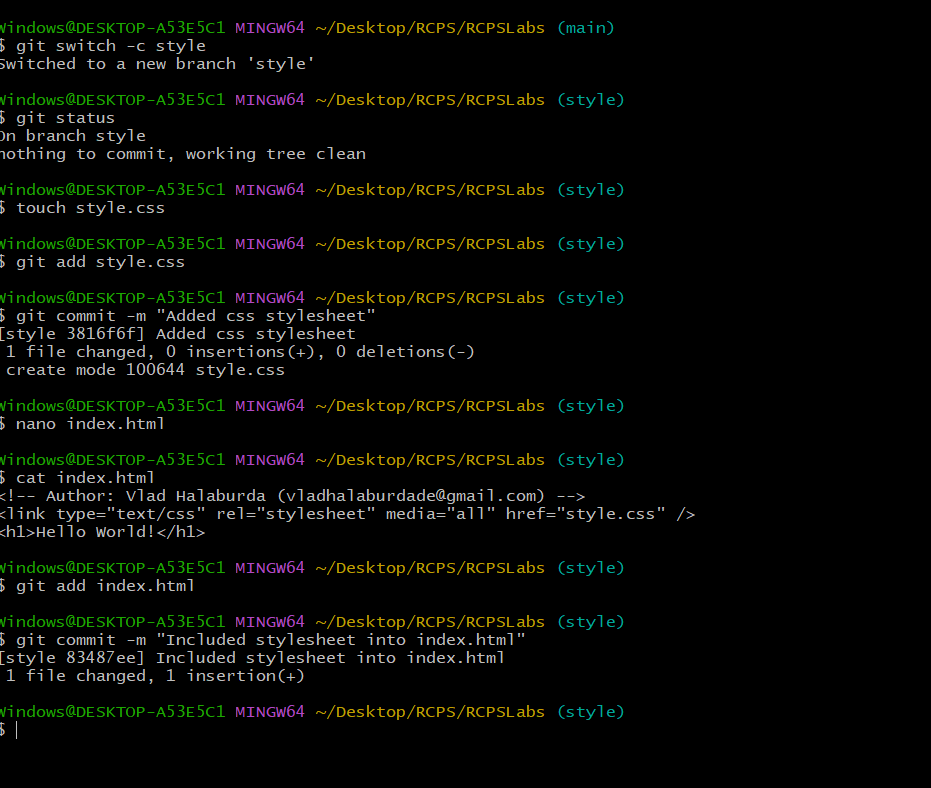 Windows@DESKTOP-A53E5C1 MINGW64 ~/Desktop/RCPS/RCPSLabs (main)
$ git switch -c style
Switched to a new branch 'style'
Windows@DESKTOP-A53E5C1 MINGW64 ~/Desktop/RCPS/RCPSLabs (style)
$ git status
On branch style
nothing to commit, working tree clean
Windows@DESKTOP-A53E5C1 MINGW64 ~/Desktop/RCPS/RCPSLabs (style)
$ touch style.css
Windows@DESKTOP-A53E5C1 MINGW64 ~/Desktop/RCPS/RCPSLabs (style)
$ git add style.css
Windows@DESKTOP-A53E5C1 MINGW64 ~/Desktop/RCPS/RCPSLabs (style)
$ git commit -m "Added css stylesheet"
[style 3816f6f] Added css stylesheet
1 file changed, 0 insertions(+), 0 deletions(-)
create mode 100644 style.css
Windows@DESKTOP-A53E5C1 MINGW64 ~/Desktop/RCPS/RCPSLabs (style)
$ nano index.html
Windows@DESKTOP-A53E5C1 MINGW64 ~/Desktop/RCPS/RCPSLabs (style)
$ cat index.html
<!-- Author: Vlad Halaburda (vladhalaburdade@gmail.com) -->
<link type="text/css" rel="stylesheet" media="all" href="style.css" />
<h1>Hello World!</h1>
Windows@DESKTOP-A53E5C1 MINGW64 ~/Desktop/RCPS/RCPSLabs (style)
$ git add index.html
Windows@DESKTOP-A53E5C1 MINGW64 ~/Desktop/RCPS/RCPSLabs (style)
$ git commit -m "Included stylesheet into index.html"
[style 83487ee] Included stylesheet into index.html
1 file changed, 1 insertion(+)
Windows@DESKTOP-A53E5C1 MINGW64 ~/Desktop/RCPS/RCPSLabs (style)
$